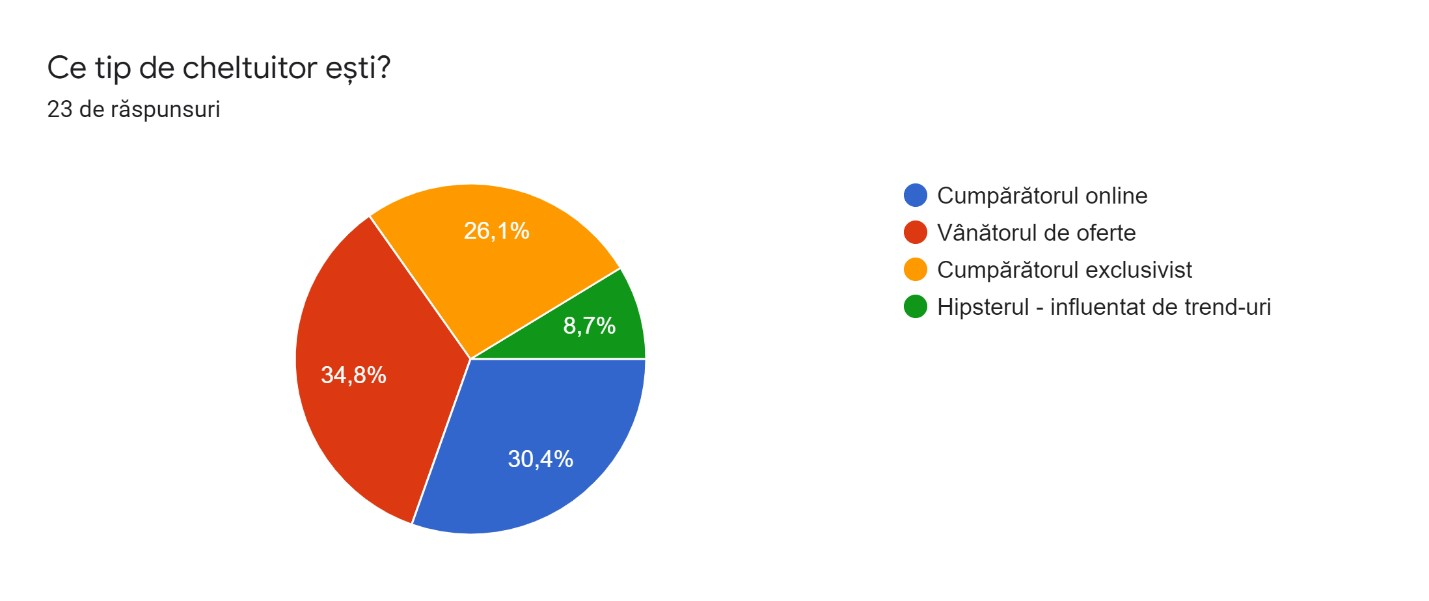 Ce tip de cheltuitor ești?
23 de răspunsuri
26,1%
8,7%
34,8%
30,4%
Cumpărătorul online
Vânătorul de oferte
Cumpărătorul exclusivist
Hipsterul - influentat de trend-uri